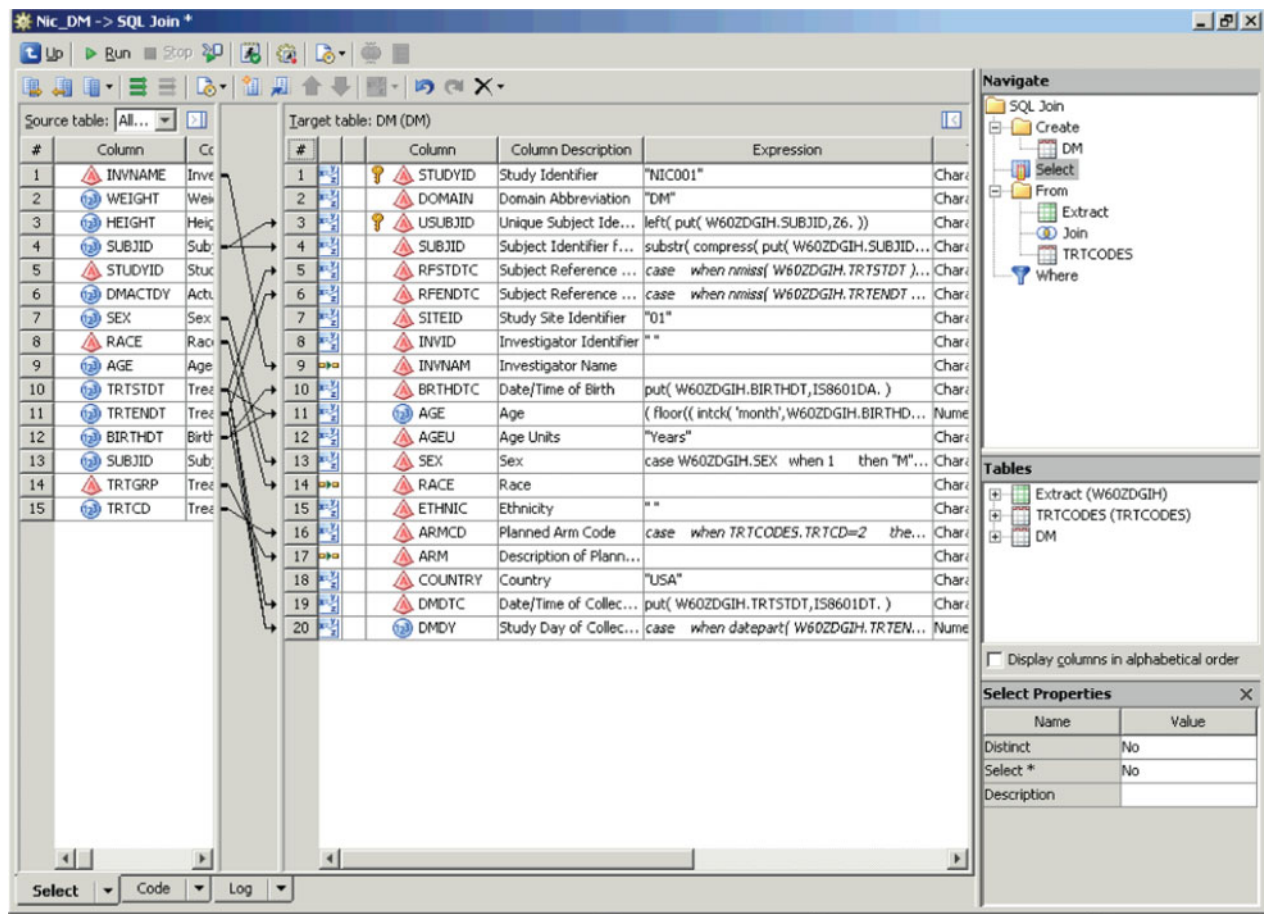 Nic_DM -> SQL Join *
Up Run Stop
Source table: All...
# Column
1 INVNAME Inve
2 WEIGHT Wei
3 HEIGHT Heig
4 SUBJID Sub
5 STUDYID Stud
6 DMACTDY Actu
7 SEX Sex
8 RACE Race
9 AGE Age
10 TRTSTDT Trea
11 TRTENDT Trea
12 BIRTHDT Birth
13 SUBJID Sub
14 TRTGRP Trea
15 TRTCD Trea
Target table: DM (DM)
# Column Column Description Expression
1 STUDYID Study Identifier "NIC001" Chara
2 DOMAIN Domain Abbreviation "DM" Chara
3 USUBJID Unique Subject Ide... left( put( W60ZDGIH.SUBJID,Z6. )) Chara
4 SUBJID Subject Identifier f... substr( compress( put( W60ZDGIH.SUBJID... Chara
5 RFSTDTC Subject Reference ... case when nmiss( W60ZDGIH.TRTSTDT )... Chara
6 RFENDTC Subject Reference ... case when nmiss( W60ZDGIH.TRTENDT ... Chara
7 SITEID Study Site Identifier "01" Chara
8 INVID Investigator Identifier " " Chara
9 INVNAM Investigator Name Chara
10 BRTHDTC Date/Time of Birth put( W60ZDGIH.BIRTHDT,IS8601DA. ) Chara
11 AGE Age ( floor(( intck( 'month',W60ZDGIH.BIRTHD... Nume
12 AGEU Age Units "Years" Chara
13 SEX Sex case W60ZDGIH.SEX when 1 then "M"... Chara
14 RACE Race Chara
15 ETHNIC Ethnicity " " Chara
16 ARMCD Planned Arm Code case when TRTCODES.TRTCD=2 the... Chara
17 ARM Description of Plann... Chara
18 COUNTRY Country "USA" Chara
19 DMDTC Date/Time of Collec... put( W60ZDGIH.TRTSTDT,IS8601DT. ) Chara
20 DMDY Study Day of Collec... case when datepart( W60ZDGIH.TRTEN... Nume
Select Code Log
Navigate
SQL Join
Create
DM
Select
From
Extract
Join
TRTCODES
Where
Tables
Extract (W60ZDGIH)
TRTCODES (TRTCODES)
DM
Display columns in alphabetical order
Select Properties
Name Value
Distinct No
Select * No
Description